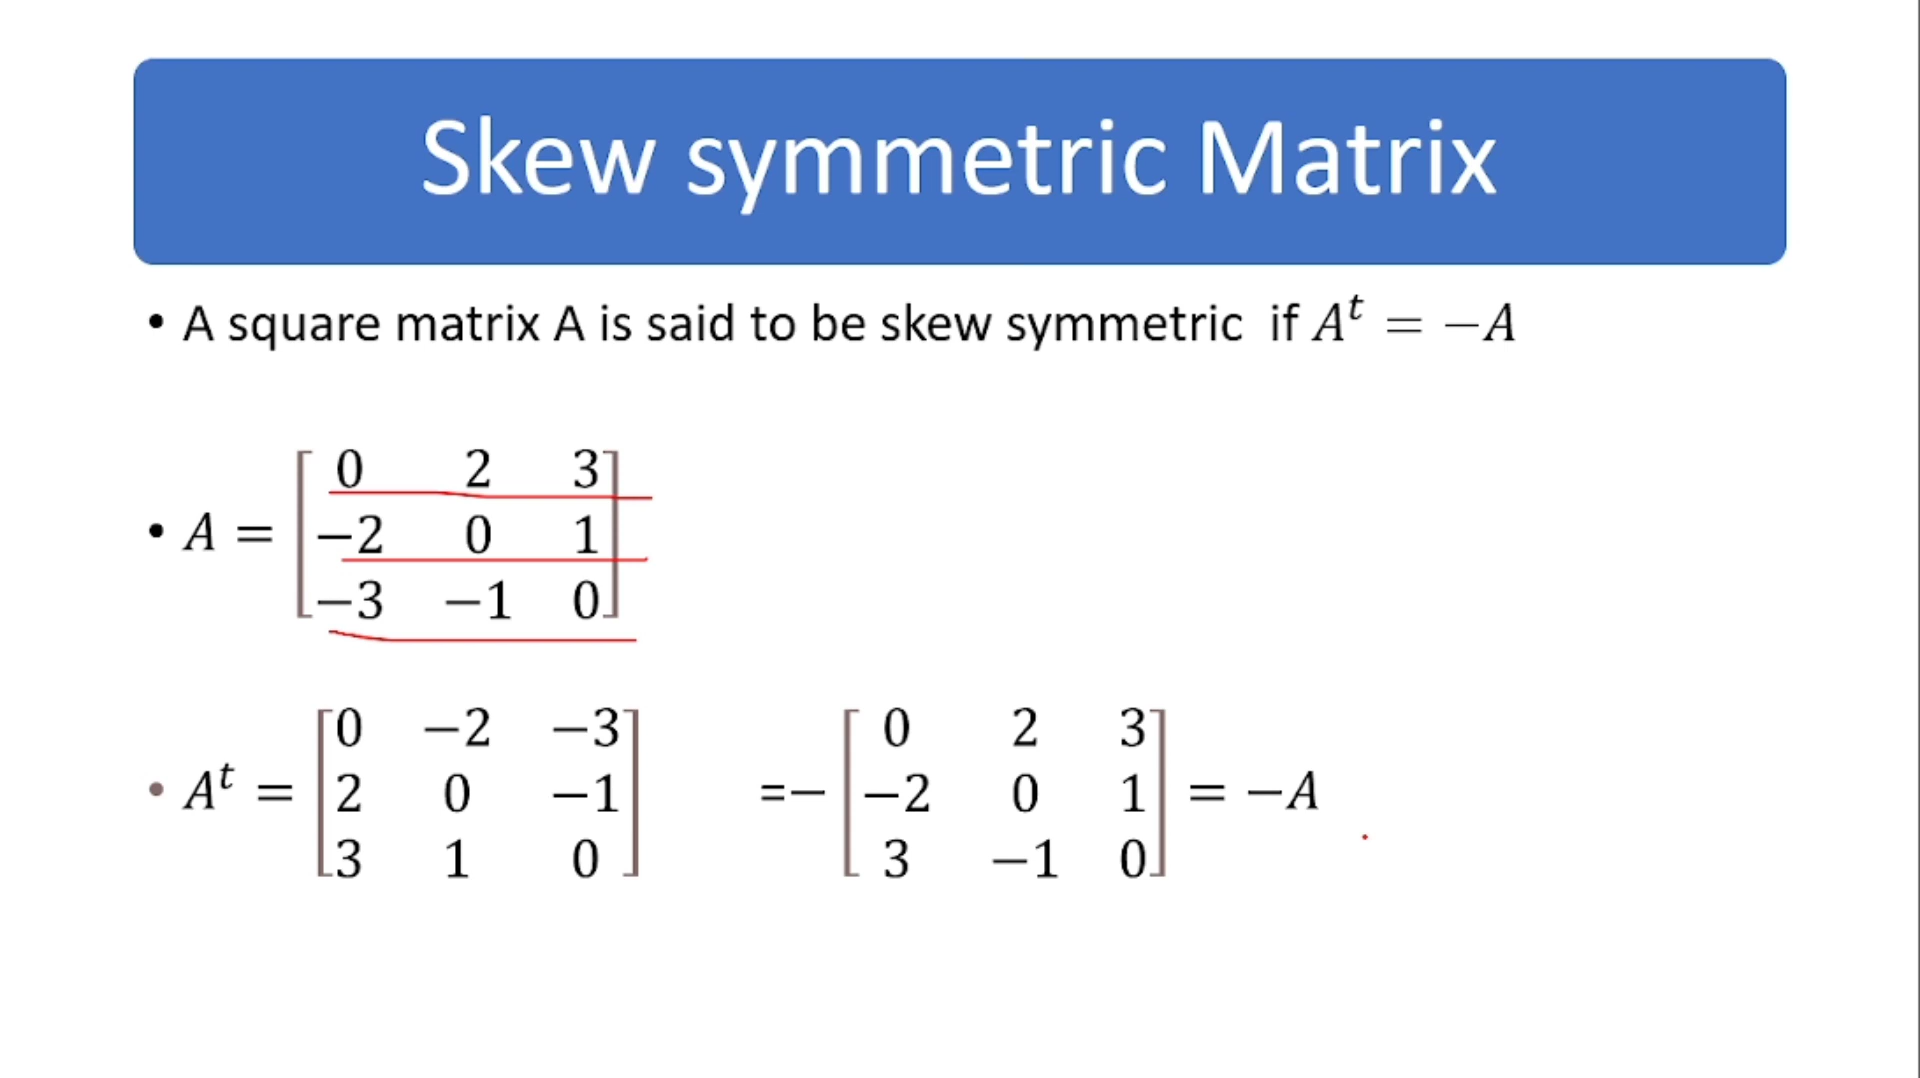 Skew symmetric Matrix
• A square matrix A is said to be skew symmetric if Aᵗ = −A
• A = [0 2 3
−2 0 1
−3 −1 0]
• Aᵗ = [0 −2 −3
2 0 −1
3 1 0] =− [0 2 3
−2 0 1
3 −1 0] = −A